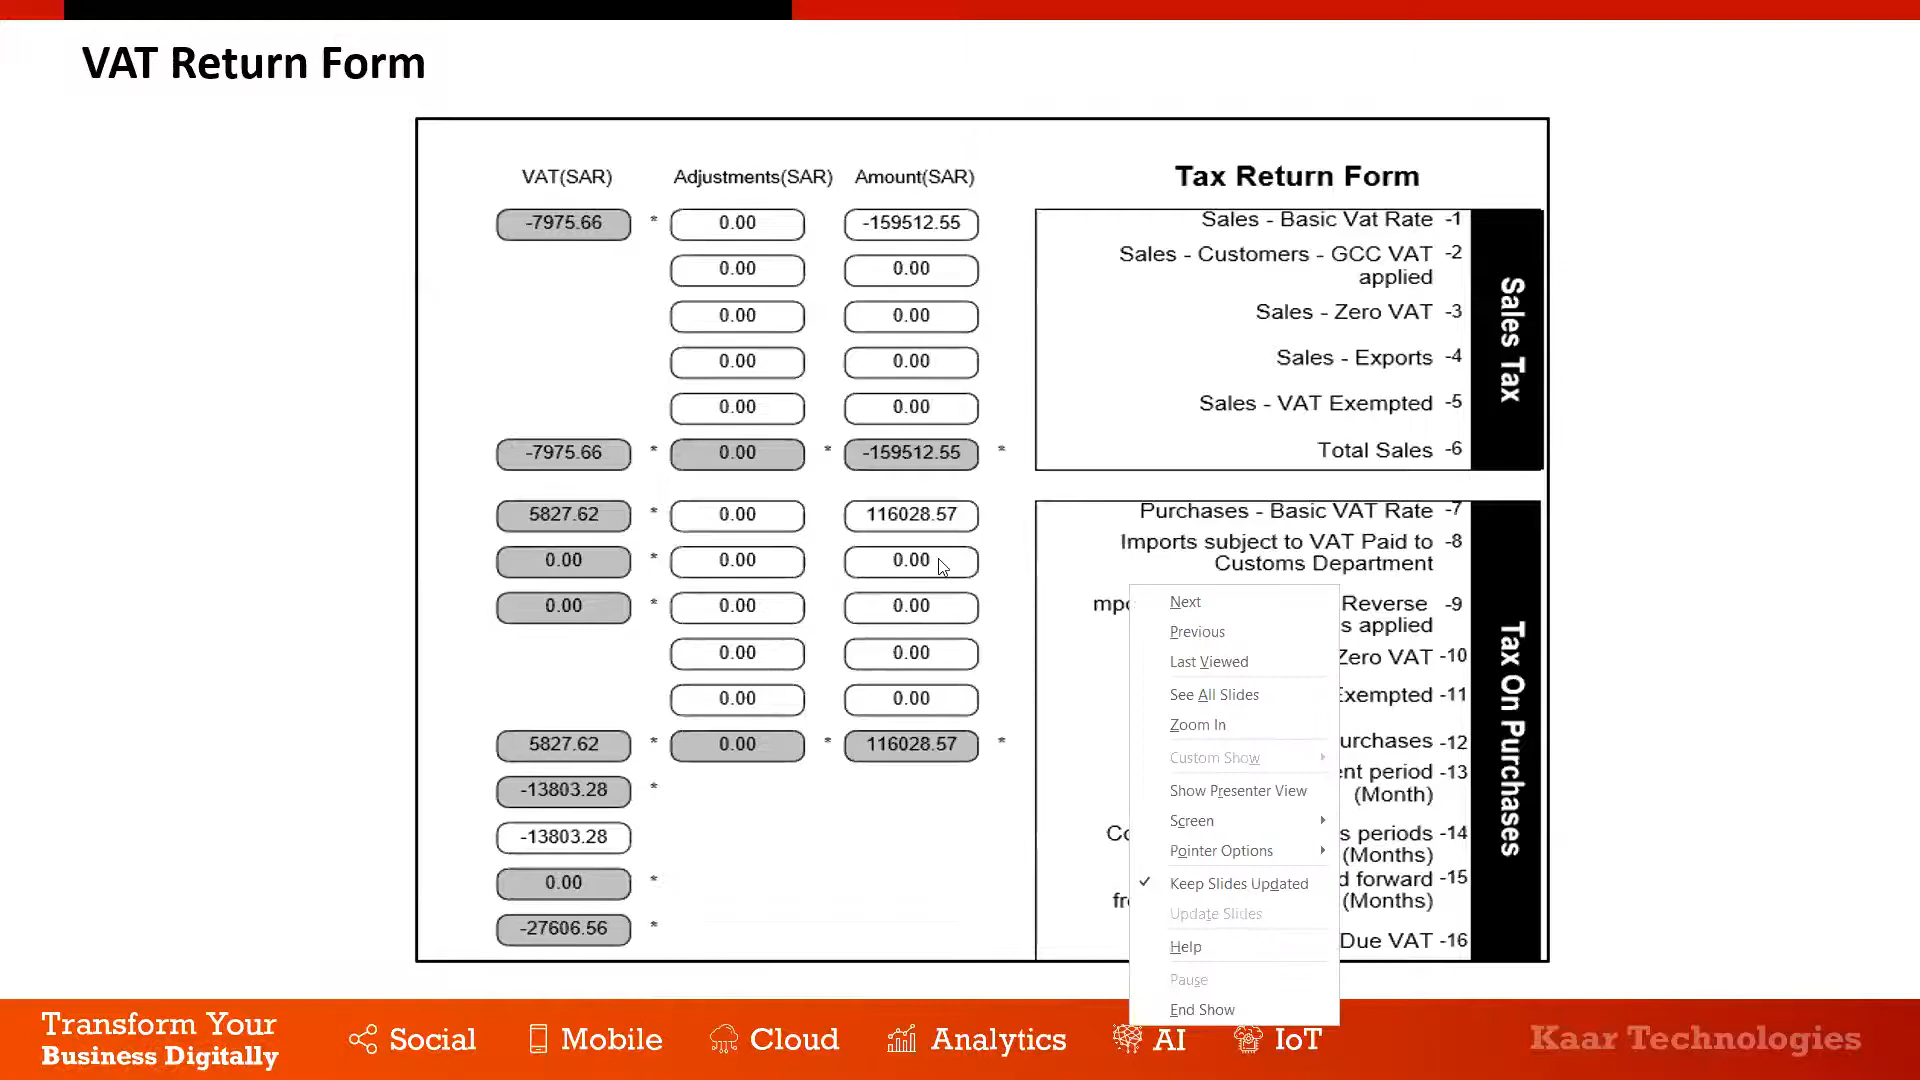 VAT Return Form
VAT(SAR) Adjustments(SAR) Amount(SAR) Tax Return Form
-7975.66 * 0.00 -159512.55 Sales - Basic Vat Rate -1
0.00 0.00 Sales - Customers - GCC VAT -2
applied
0.00 0.00 Sales - Zero VAT -3
0.00 0.00 Sales - Exports -4
0.00 0.00 Sales - VAT Exempted -5
-7975.66 * 0.00 * -159512.55 * Total Sales -6
Sales Tax
5827.62 * 0.00 116028.57 Purchases - Basic VAT Rate -7
0.00 * 0.00 0.00 Imports subject to VAT Paid to -8
Customs Department
0.00 * 0.00 0.00 Reverse -9
applied
0.00 0.00 Zero VAT -10
0.00 0.00 Exempted -11
5827.62 * 0.00 * 116028.57 * -12
-13803.28 * period -13
(Month)
-13803.28 periods -14
(Months)
0.00 * forward -15
(Months)
-27606.56 * Due VAT -16
Tax On Purchases
Next
Previous
Last Viewed
See All Slides
Zoom In
Custom Show
Show Presenter View
Screen
Pointer Options
Keep Slides Updated
Update Slides
Help
Pause
End Show
Transform Your
Business Digitally
Social Mobile Cloud Analytics AI IoT Kaar Technologies